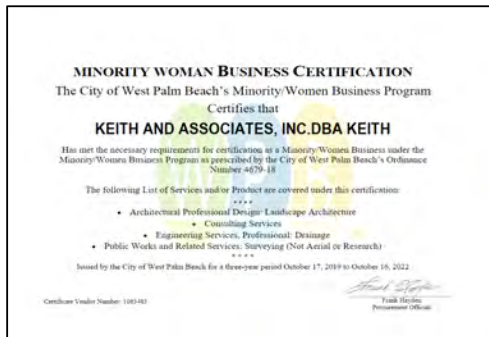 MINORITY WOMAN BUSINESS CERTIFICATION
The City of West Palm Beach's Minority/Women Business Program
Certifies that
KEITH AND ASSOCIATES, INC.DBA KEITH
Has met the necessary requirements for certification as a Minority/Women Business under the
Minority/Women Business Program as prescribed by the City of West Palm Beach's Ordinance
Number 4679-18
The following List of Services and/or Product are covered under this certification:
****
• Architectural Professional Design: Landscape Architecture
• Consulting Services
• Engineering Services, Professional: Drainage
• Public Works and Related Services: Surveying (Not Aerial or Research)
****
Issued by the City of West Palm Beach for a three-year period October 17, 2019 to October 16, 2022
Certificate Vendor Number:
Frank Hayden
Procurement Official